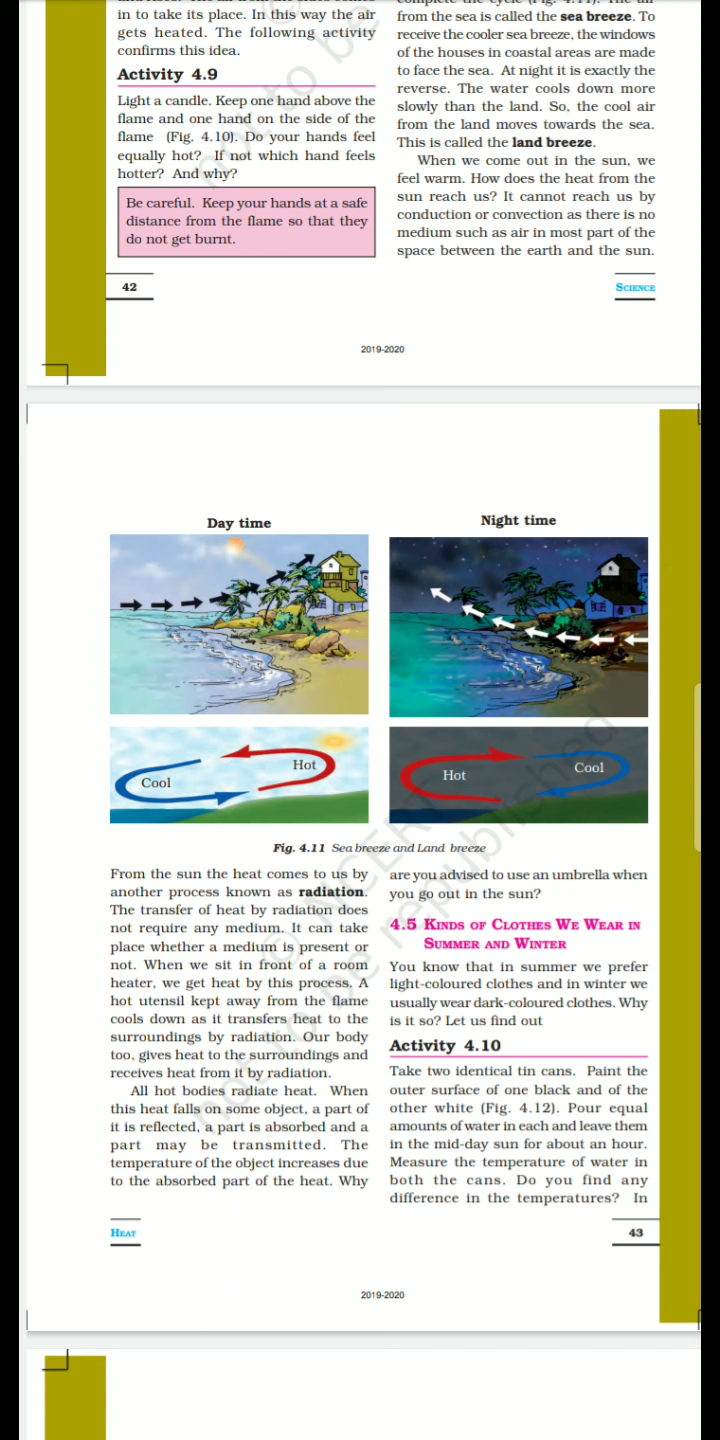 in to take its place. In this way the air
gets heated. The following activity
confirms this idea.
Activity 4.9
Light a candle. Keep one hand above the
flame and one hand on the side of the
flame (Fig. 4.10). Do your hands feel
equally hot? If not which hand feels
hotter? And why?
Be careful. Keep your hands at a safe
distance from the flame so that they
do not get burnt.
from the sea is called the sea breeze. To
receive the cooler sea breeze, the windows
of the houses in coastal areas are made
to face the sea. At night it is exactly the
reverse. The water cools down more
slowly than the land. So, the cool air
from the land moves towards the sea.
This is called the land breeze.
When we come out in the sun, we
feel warm. How does the heat from the
sun reach us? It cannot reach us by
conduction or convection as there is no
medium such as air in most part of the
space between the earth and the sun.
not to be
42
SCIENCE
2019-2020
Day time
Night time
Hot
Cool
Hot
Cool
Fig. 4.11 Sea breeze and Land breeze
From the sun the heat comes to us by
another process known as radiation.
The transfer of heat by radiation does
not require any medium. It can take
place whether a medium is present or
not. When we sit in front of a room
heater, we get heat by this process. A
hot utensil kept away from the flame
cools down as it transfers heat to the
surroundings by radiation. Our body
too, gives heat to the surroundings and
receives heat from it by radiation.
All hot bodies radiate heat. When
this heat falls on some object, a part of
it is reflected, a part is absorbed and a
part may be transmitted. The
temperature of the object increases due
to the absorbed part of the heat. Why
are you advised to use an umbrella when
you go out in the sun?
4.5 KINDS OF CLOTHES WE WEAR IN
SUMMER AND WINTER
You know that in summer we prefer
light-coloured clothes and in winter we
usually wear dark-coloured clothes. Why
is it so? Let us find out
Activity 4.10
Take two identical tin cans. Paint the
outer surface of one black and of the
other white (Fig. 4.12). Pour equal
amounts of water in each and leave them
in the mid-day sun for about an hour.
Measure the temperature of water in
both the cans. Do you find any
difference in the temperatures? In
© NCERT
not to be republished
HEAT
43
2019-2020